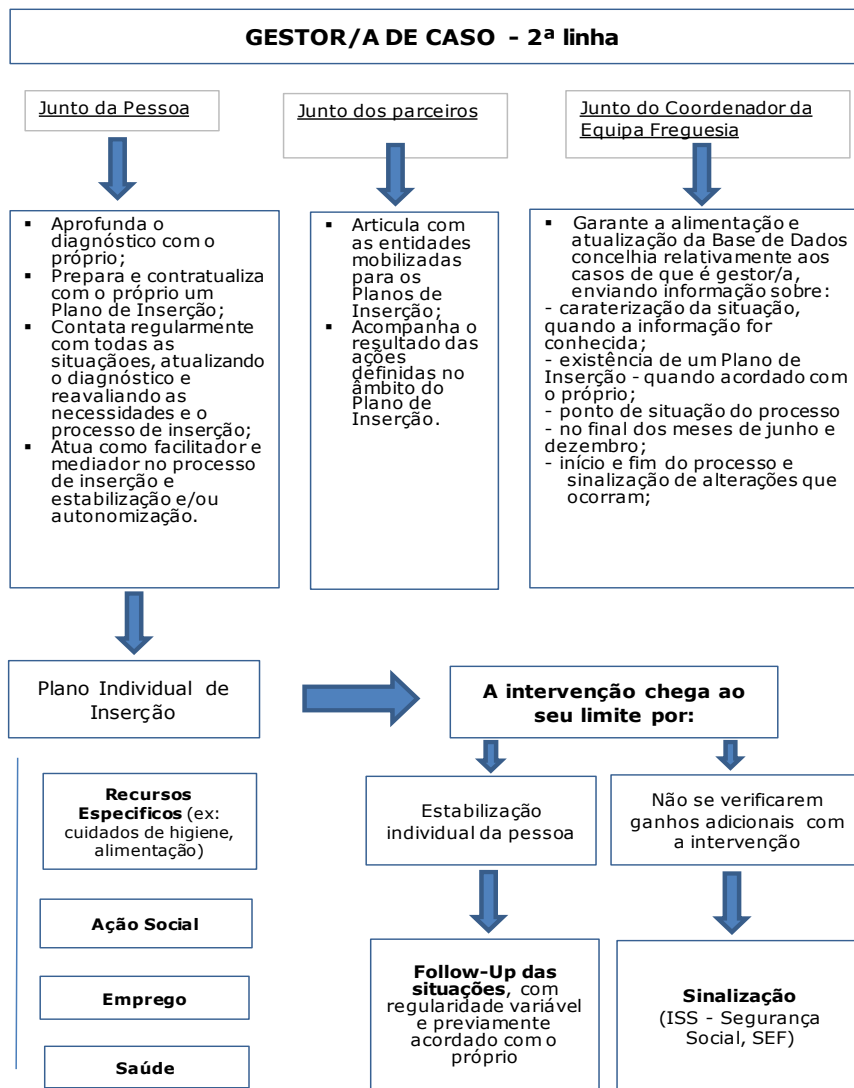 GESTOR/A DE CASO - 2ª linha
Junto da Pessoa
Junto dos parceiros
Junto do Coordenador da
Equipa Freguesia
▪ Aprofunda o
diagnóstico com o
próprio;
▪ Prepara e contratualiza
com o próprio um
Plano de Inserção;
▪ Contata regularmente
com todas as
situaçãoes, atualizando
o diagnóstico e
reavaliando as
necessidades e o
processo de inserção;
▪ Atua como facilitador e
mediador no processo
de inserção e
estabilização e/ou
autonomização.
▪ Articula com
as entidades
mobilizadas
para os
Planos de
Inserção;
▪ Acompanha o
resultado das
ações
definidas no
âmbito do
Plano de
Inserção.
▪ Garante a alimentação e
atualização da Base de Dados
concelhia relativamente aos
casos de que é gestor/a,
enviando informação sobre:
- caraterização da situação,
quando a informação for
conhecida;
- existência de um Plano de
Inserção - quando acordado com
o próprio;
- ponto de situação do processo
- no final dos meses de junho e
dezembro;
- início e fim do processo e
sinalização de alterações que
ocorram;
Plano Individual de
Inserção
A intervenção chega ao
seu limite por:
Recursos
Especificos (ex:
cuidados de higiene,
alimentação)
Ação Social
Emprego
Saúde
Estabilização
individual da pessoa
Não se verificarem
ganhos adicionais com
a intervenção
Follow-Up das
situações, com
regularidade variável
e previamente
acordado com o
próprio
Sinalização
(ISS - Segurança
Social, SEF)